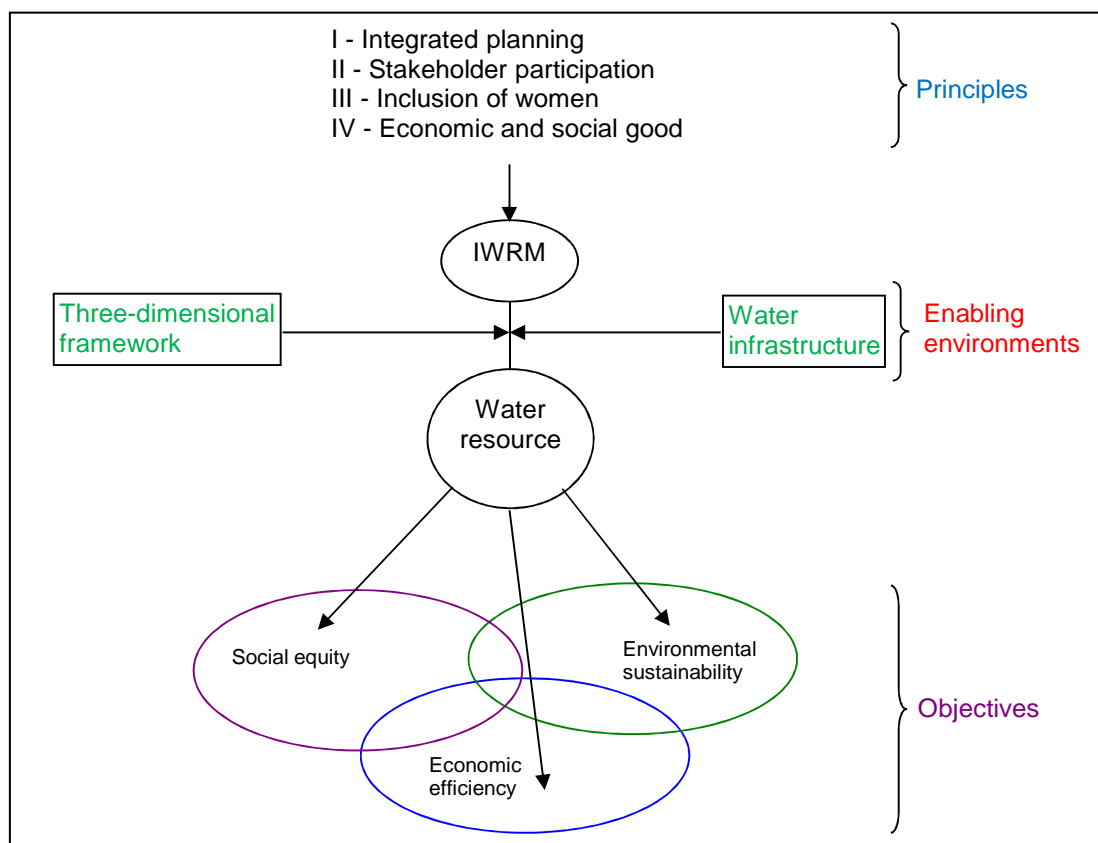 I - Integrated planning
II - Stakeholder participation
III - Inclusion of women
IV - Economic and social good
Principles
IWRM
Three-dimensional
framework
Water
infrastructure
Enabling
environments
Water
resource
Social equity
Environmental
sustainability
Economic
efficiency
Objectives